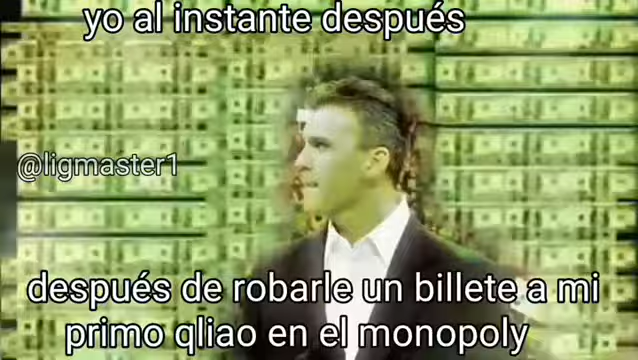 yo al instante después
@ligmaster1
después de robarle un billete a mi
primo qliao en el monopoly